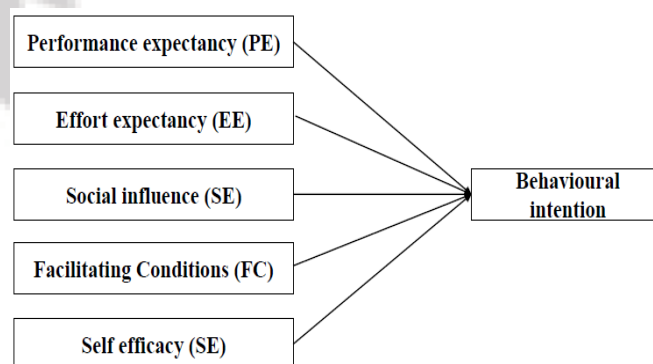 Performance expectancy (PE)
Effort expectancy (EE)
Social influence (SE)
Facilitating Conditions (FC)
Self efficacy (SE)
Behavioural
intention